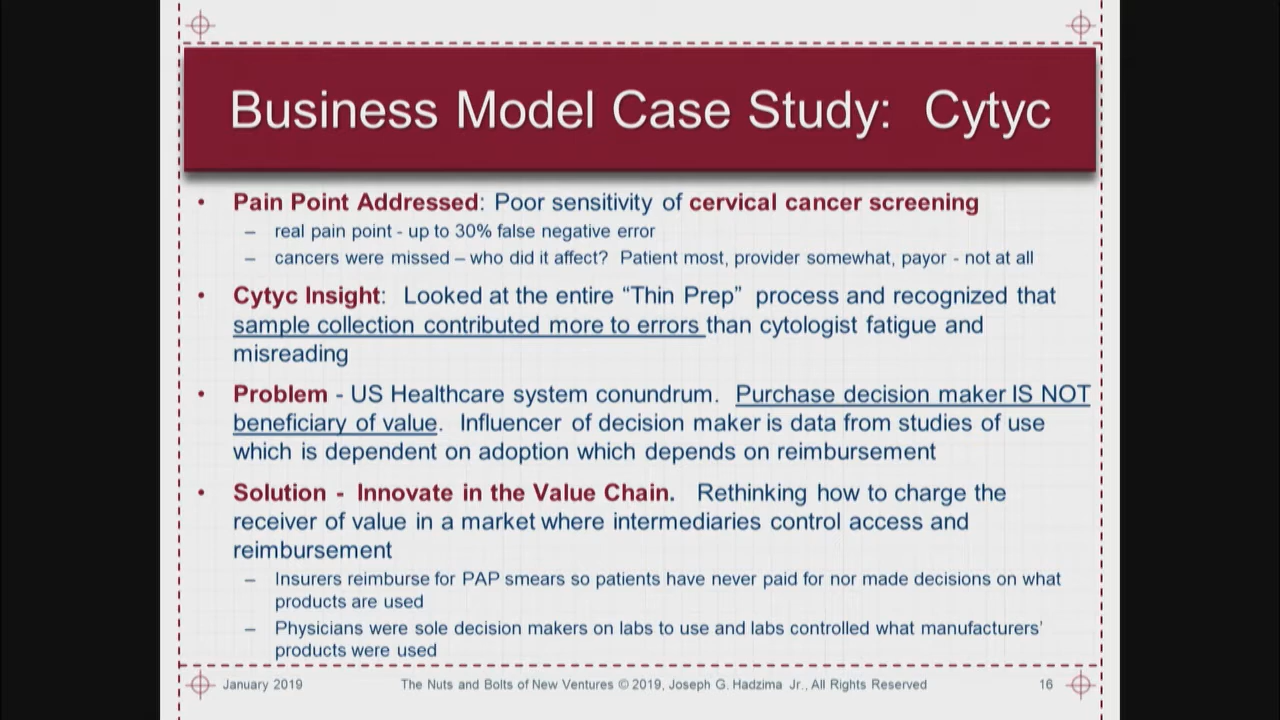 Business Model Case Study: Cytyc
• Pain Point Addressed: Poor sensitivity of cervical cancer screening
– real pain point - up to 30% false negative error
– cancers were missed – who did it affect? Patient most, provider somewhat, payor - not at all
• Cytyc Insight: Looked at the entire “Thin Prep” process and recognized that
sample collection contributed more to errors than cytologist fatigue and
misreading
• Problem - US Healthcare system conundrum. Purchase decision maker IS NOT
beneficiary of value. Influencer of decision maker is data from studies of use
which is dependent on adoption which depends on reimbursement
• Solution - Innovate in the Value Chain. Rethinking how to charge the
receiver of value in a market where intermediaries control access and
reimbursement
– Insurers reimburse for PAP smears so patients have never paid for nor made decisions on what
products are used
– Physicians were sole decision makers on labs to use and labs controlled what manufacturers’
products were used
January 2019 The Nuts and Bolts of New Ventures © 2019, Joseph G. Hadzima Jr., All Rights Reserved 16